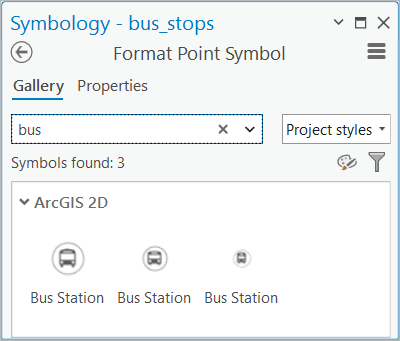 Symbology - bus_stops
Format Point Symbol
Gallery Properties
bus Project styles
Symbols found: 3
ArcGIS 2D
Bus Station Bus Station Bus Station